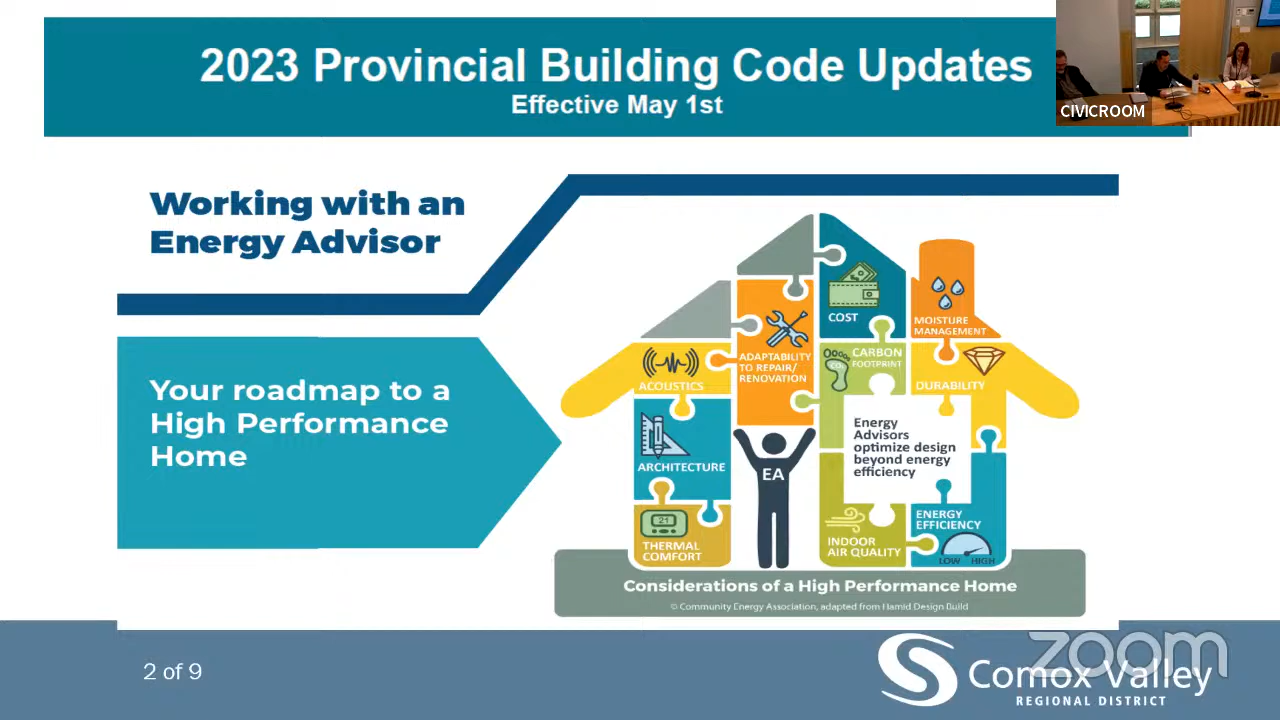 2023 Provincial Building Code Updates
Effective May 1st
CIVICROOM
Working with an
Energy Advisor
Your roadmap to a
High Performance
Home
COST
MOISTURE
MANAGEMENT
ADAPTABILITY
TO REPAIR/
RENOVATION
CARBON
FOOTPRINT
CO₂
ACOUSTICS
DURABILITY
Energy
Advisors
optimize design
beyond energy
efficiency
ARCHITECTURE
EA
21
THERMAL
COMFORT
INDOOR
AIR QUALITY
ENERGY
EFFICIENCY
LOW HIGH
Considerations of a High Performance Home
© Community Energy Association, adapted from Hamid Design Build
2 of 9
zoom
Comox Valley
REGIONAL DISTRICT